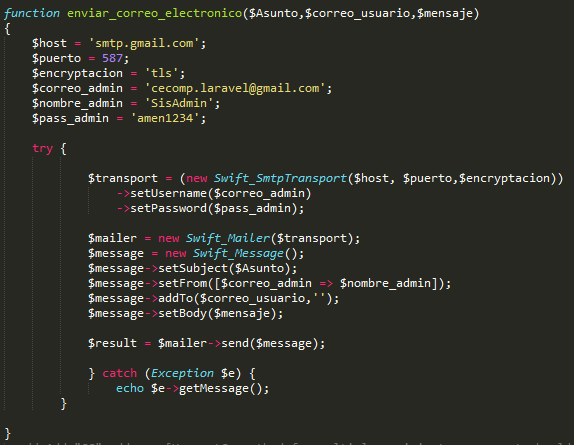 function enviar_correo_electronico($Asunto,$correo_usuario,$mensaje)
{
$host = 'smtp.gmail.com';
$puerto = 587;
$encryptacion = 'tls';
$correo_admin = 'cecomp.laravel@gmail.com';
$nombre_admin = 'SisAdmin';
$pass_admin = 'amen1234';
try {
$transport = (new Swift_SmtpTransport($host, $puerto,$encryptacion))
->setUsername($correo_admin)
->setPassword($pass_admin);
$mailer = new Swift_Mailer($transport);
$message = new Swift_Message();
$message->setSubject($Asunto);
$message->setFrom([$correo_admin => $nombre_admin]);
$message->addTo($correo_usuario,'');
$message->setBody($mensaje);
$result = $mailer->send($message);
} catch (Exception $e) {
echo $e->getMessage();
}
}